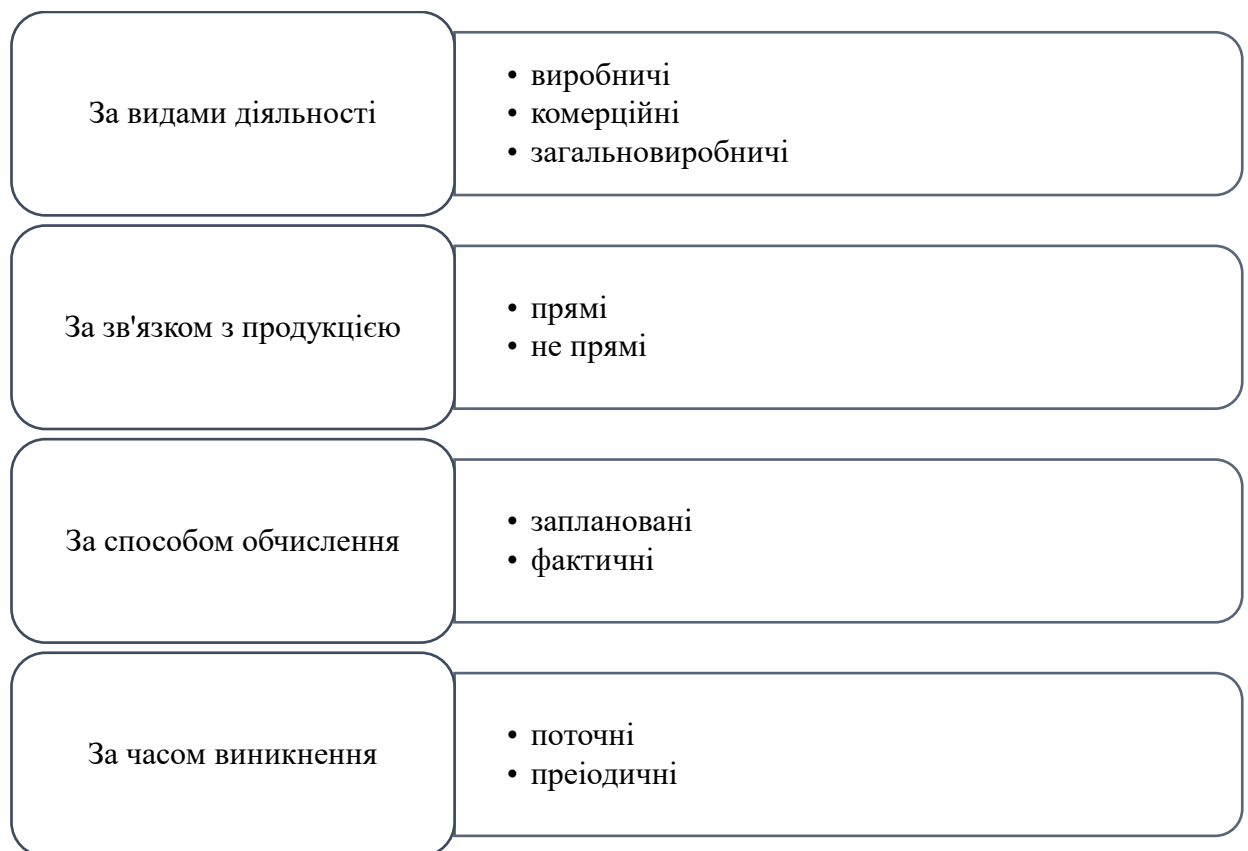 За видами діяльності
• виробничі
• комерційні
• загальновиробничі
За зв'язком з продукцією
• прямі
• не прямі
За способом обчислення
• заплановані
• фактичні
За часом виникнення
• поточні
• преіодичні